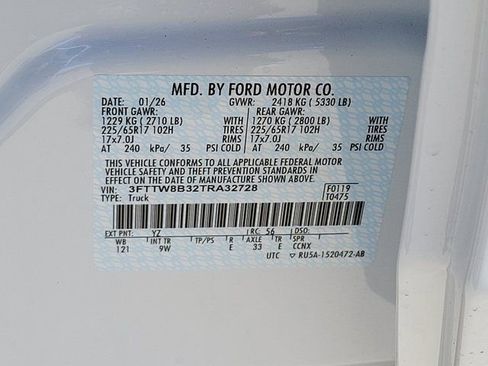 MFD. BY FORD MOTOR CO.
DATE: 01/26 GVWR: 2418 KG ( 5330 LB)
FRONT GAWR: REAR GAWR:
1229 KG ( 2710 LB) WITH 1270 KG ( 2800 LB) WITH
225/65R17 102H TIRES 225/65R17 102H TIRES
17x7.0J RIMS 17x7.0J RIMS
AT 240 kPa/ 35 PSI COLD AT 240 kPa/ 35 PSI COLD
THIS VEHICLE CONFORMS TO ALL APPLICABLE FEDERAL MOTOR
VEHICLE SAFETY AND THEFT PREVENTION STANDARDS IN
EFFECT ON THE DATE OF MANUFACTURE SHOWN ABOVE.
VIN: 3FTTW8B32TRA32728 F0119
TYPE: Truck T0475
EXT PNT: YZ RC: 56 DSO:
WB INT TR TP/PS R AXLE TR SPR
121 9W E 33 E CCNX
UTC ▽ RU5A-1520472-AB